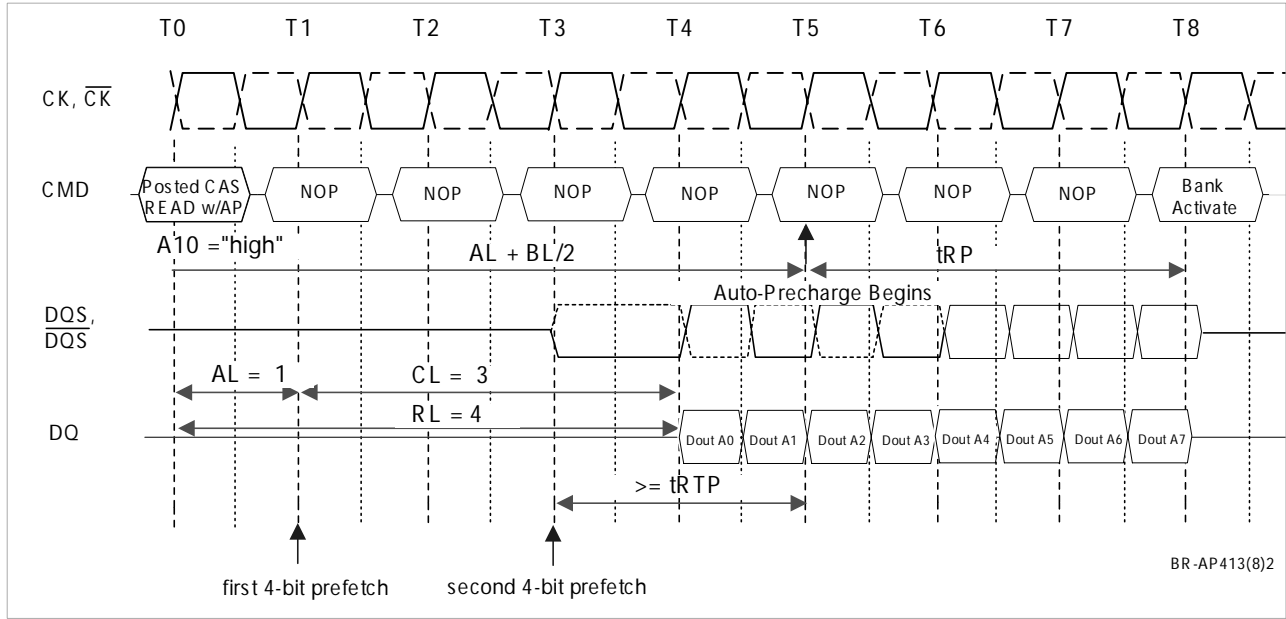 T0 T1 T2 T3 T4 T5 T6 T7 T8
CK, CK
CMD
Posted CAS
READ w/AP
NOP NOP NOP NOP NOP NOP NOP
Bank
Activate
A10 ="high"
AL + BL/2
tRP
Auto-Precharge Begins
DQS,
DQS
AL = 1
CL = 3
RL = 4
DQ
Dout A0 Dout A1 Dout A2 Dout A3 Dout A4 Dout A5 Dout A6 Dout A7
>= tRTP
first 4-bit prefetch
second 4-bit prefetch
BR-AP413(8)2